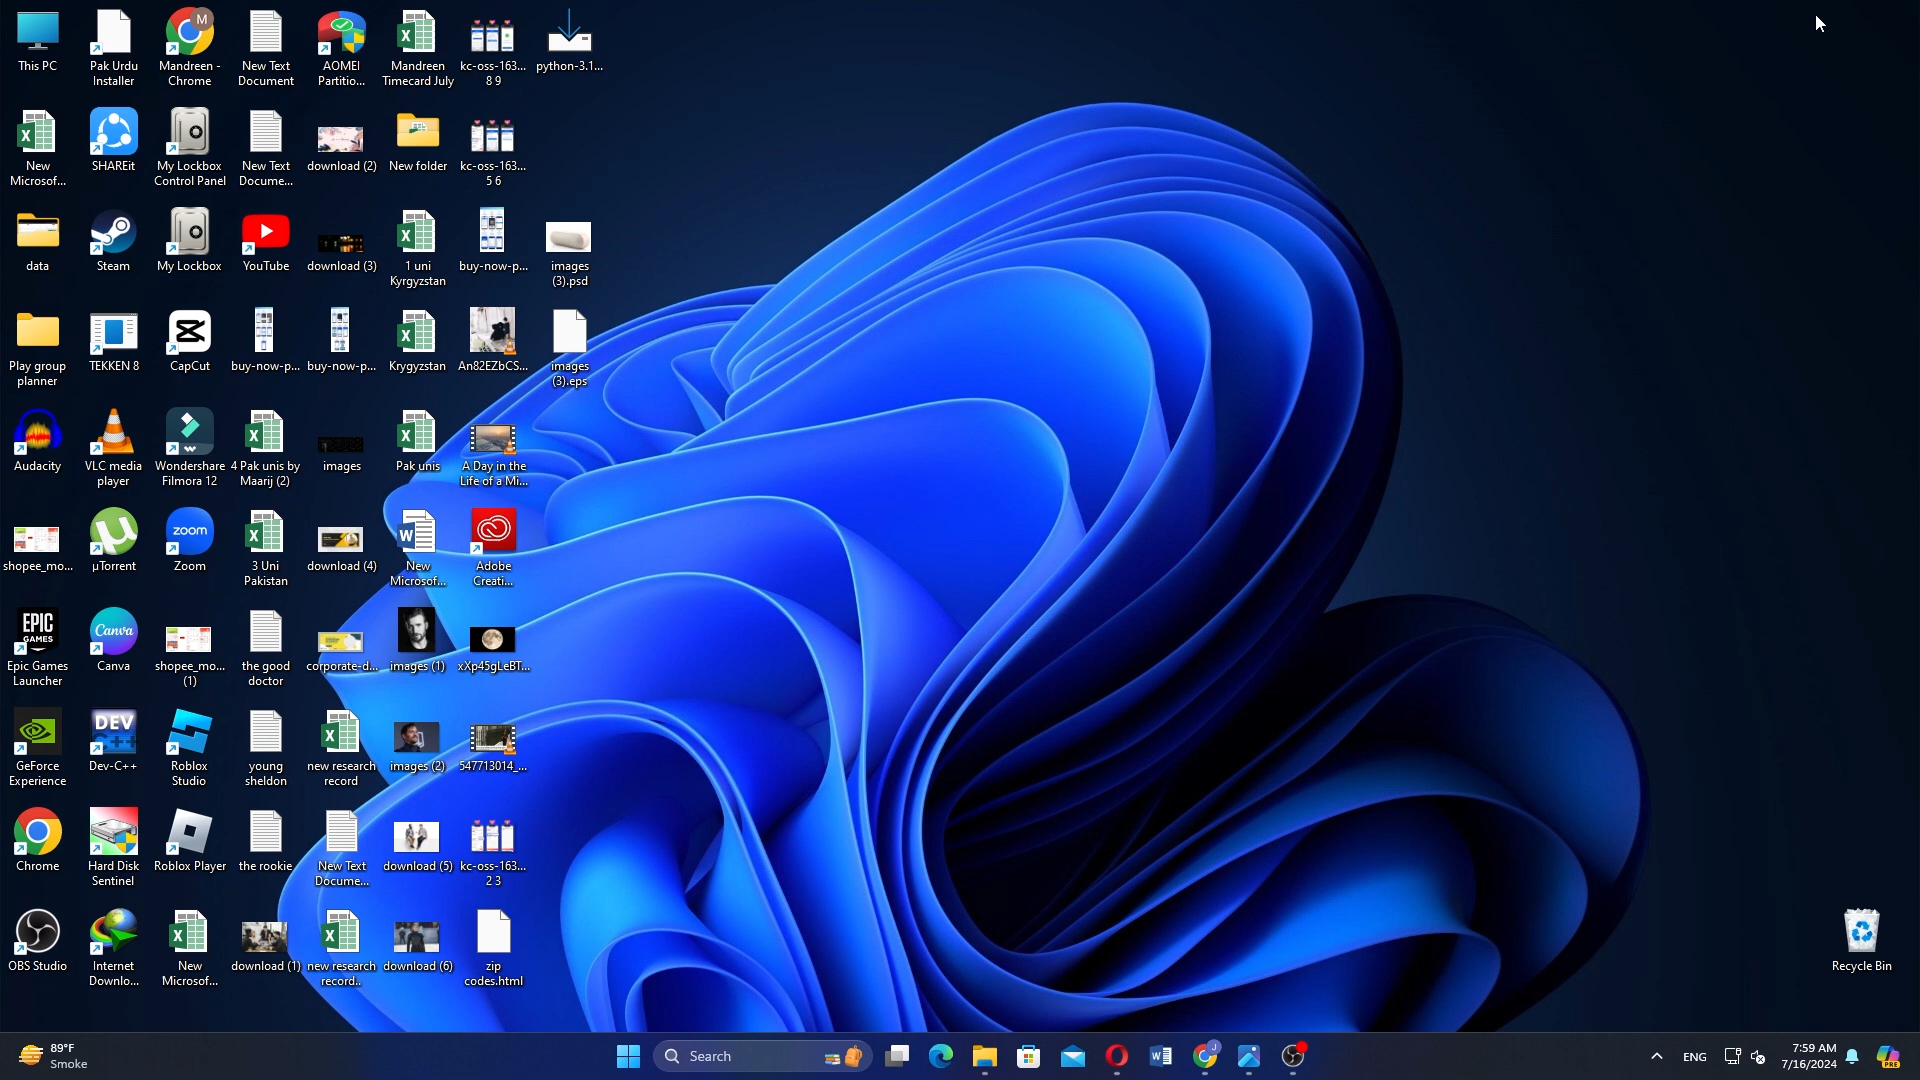 This PC
Pak Urdu
Installer
Mandreen -
Chrome
New Text
Document
AOMEI
Partitio...
Mandreen
Timecard July
kc-oss-163...
8 9
python-3.1...
New
Microsof...
SHAREit
My Lockbox
Control Panel
New Text
Docume...
download (2)
New folder
kc-oss-163...
5 6
data
Steam
My Lockbox
YouTube
download (3)
1 uni
Kyrgyzstan
buy-now-p...
images
(3).psd
Play group
planner
TEKKEN 8
CapCut
buy-now-p...
buy-now-p...
Krygyzstan
An82EZbCS...
images
(3).eps
Audacity
VLC media
player
Wondershare
Filmora 12
4 Pak unis by
Maarij (2)
images
Pak unis
A Day in the
Life of a Mi...
shopee_mo...
µTorrent
zoom
Zoom
3 Uni
Pakistan
download (4)
New
Microsof...
Adobe
Creati...
EPIC
GAMES
Epic Games
Launcher
Canva
Canva
shopee_mo...
(1)
the good
doctor
corporate-d...
images (1)
xXp45gLeBT...
GeForce
Experience
DEV
C++
Dev-C++
Roblox
Studio
young
sheldon
new research
record
images (2)
547713014_...
Chrome
Hard Disk
Sentinel
Roblox Player
the rookie
New Text
Docume...
download (5)
kc-oss-163...
2 3
OBS Studio
Internet
Downlo...
New
Microsof...
download (1)
new research
record..
download (6)
zip
codes.html
Recycle Bin
89°F
Smoke
Search
ENG
7:59 AM
7/16/2024
PRE